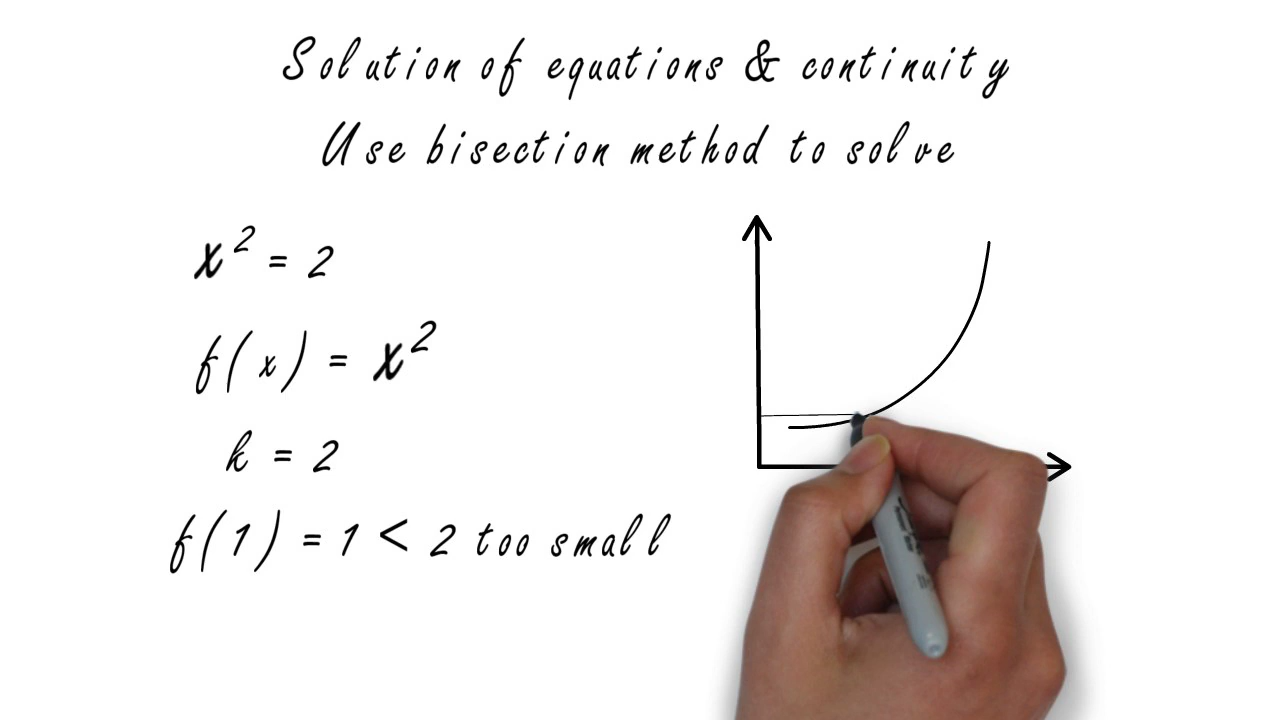 Solution of equations & continuity
Use bisection method to solve
x² = 2
f(x) = x²
k = 2
f(1) = 1 < 2 too small